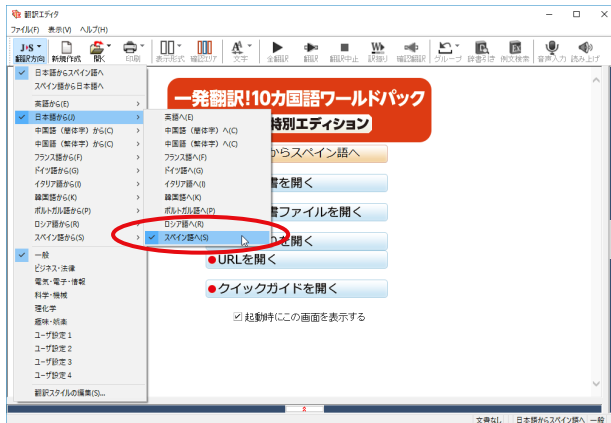 翻訳エディタ
ファイル(F) 表示(V) ヘルプ(H)
J▸S
翻訳方向 新規作成 開く 印刷 表示形式 確認エリア 文字 全翻訳 翻訳 翻訳中止 訳振り 確認翻訳 グループ 辞書引き 例文検索 音声入力 読み上げ
日本語からスペイン語へ
スペイン語から日本語へ
英語から(E)
日本語から(J)
中国語（簡体字）から(C)
中国語（繁体字）から(C)
フランス語から(F)
ドイツ語から(G)
イタリア語から(I)
韓国語から(K)
ポルトガル語から(P)
ロシア語から(R)
スペイン語から(S)
一般
ビジネス・法律
電気・電子・情報
科学・機械
理化学
趣味・娯楽
ユーザ設定 1
ユーザ設定 2
ユーザ設定 3
ユーザ設定 4
翻訳スタイルの編集(S)...
英語へ(E)
中国語（簡体字）へ(C)
中国語（繁体字）へ(C)
フランス語へ(F)
ドイツ語へ(G)
イタリア語へ(I)
韓国語へ(K)
ポルトガル語へ(P)
ロシア語へ(R)
スペイン語へ(S)
一発翻訳!10カ国語ワールドパック
特別エディション
からスペイン語へ
書を開く
書ファイルを開く
を開く
URLを開く
クイックガイドを開く
起動時にこの画面を表示する
文番なし 日本語からスペイン語へ 一般